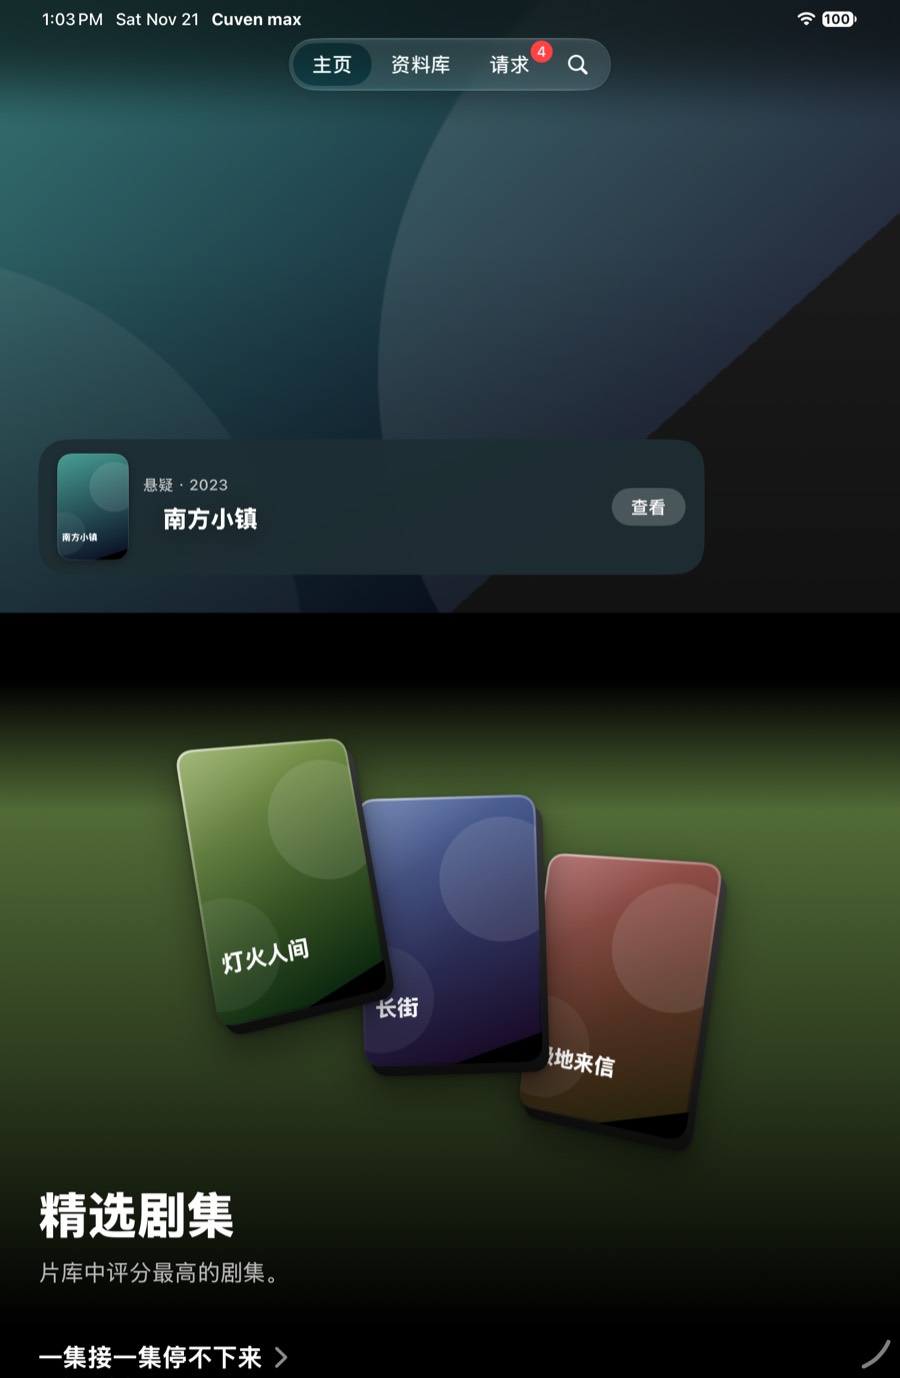 1:03 PM Sat Nov 21 Cuven max
100
主页 资料库 请求 4
悬疑 · 2023
南方小镇
南方小镇
查看
灯火人间
长街
地来信
精选剧集
片库中评分最高的剧集。
一集接一集停不下来